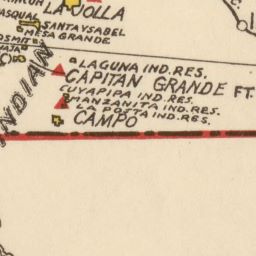 LA JOLLA
PASQUAL
SANTA YSABEL
MESA GRANDE
INDIAN
LAGUNA IND. RES.
CAPITAN GRANDE FT.
CUYAPIPA IND. RES.
MANZANITA IND. RES.
LA POSTA IND. RES.
CAMPO